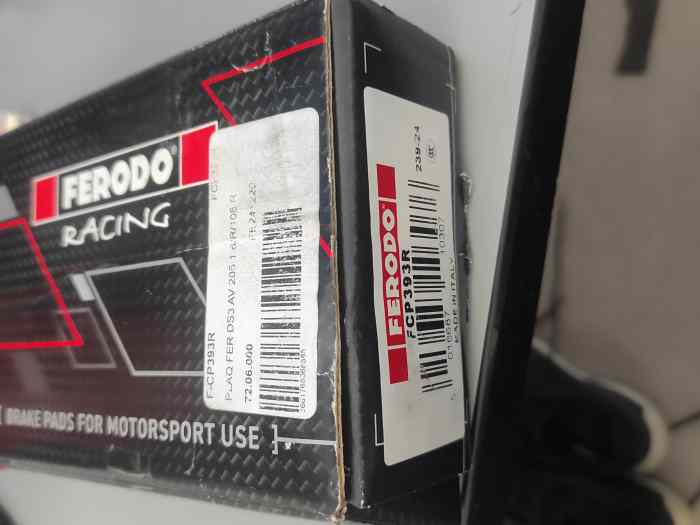 FERODO
RACING
BRAKE PADS FOR MOTORSPORT USE
F-CP393R
PLAQ FER DS3 AV 205 1.6/R/106 R
72.06.000
FERODO
FCP393R
MADE IN ITALY
239-24